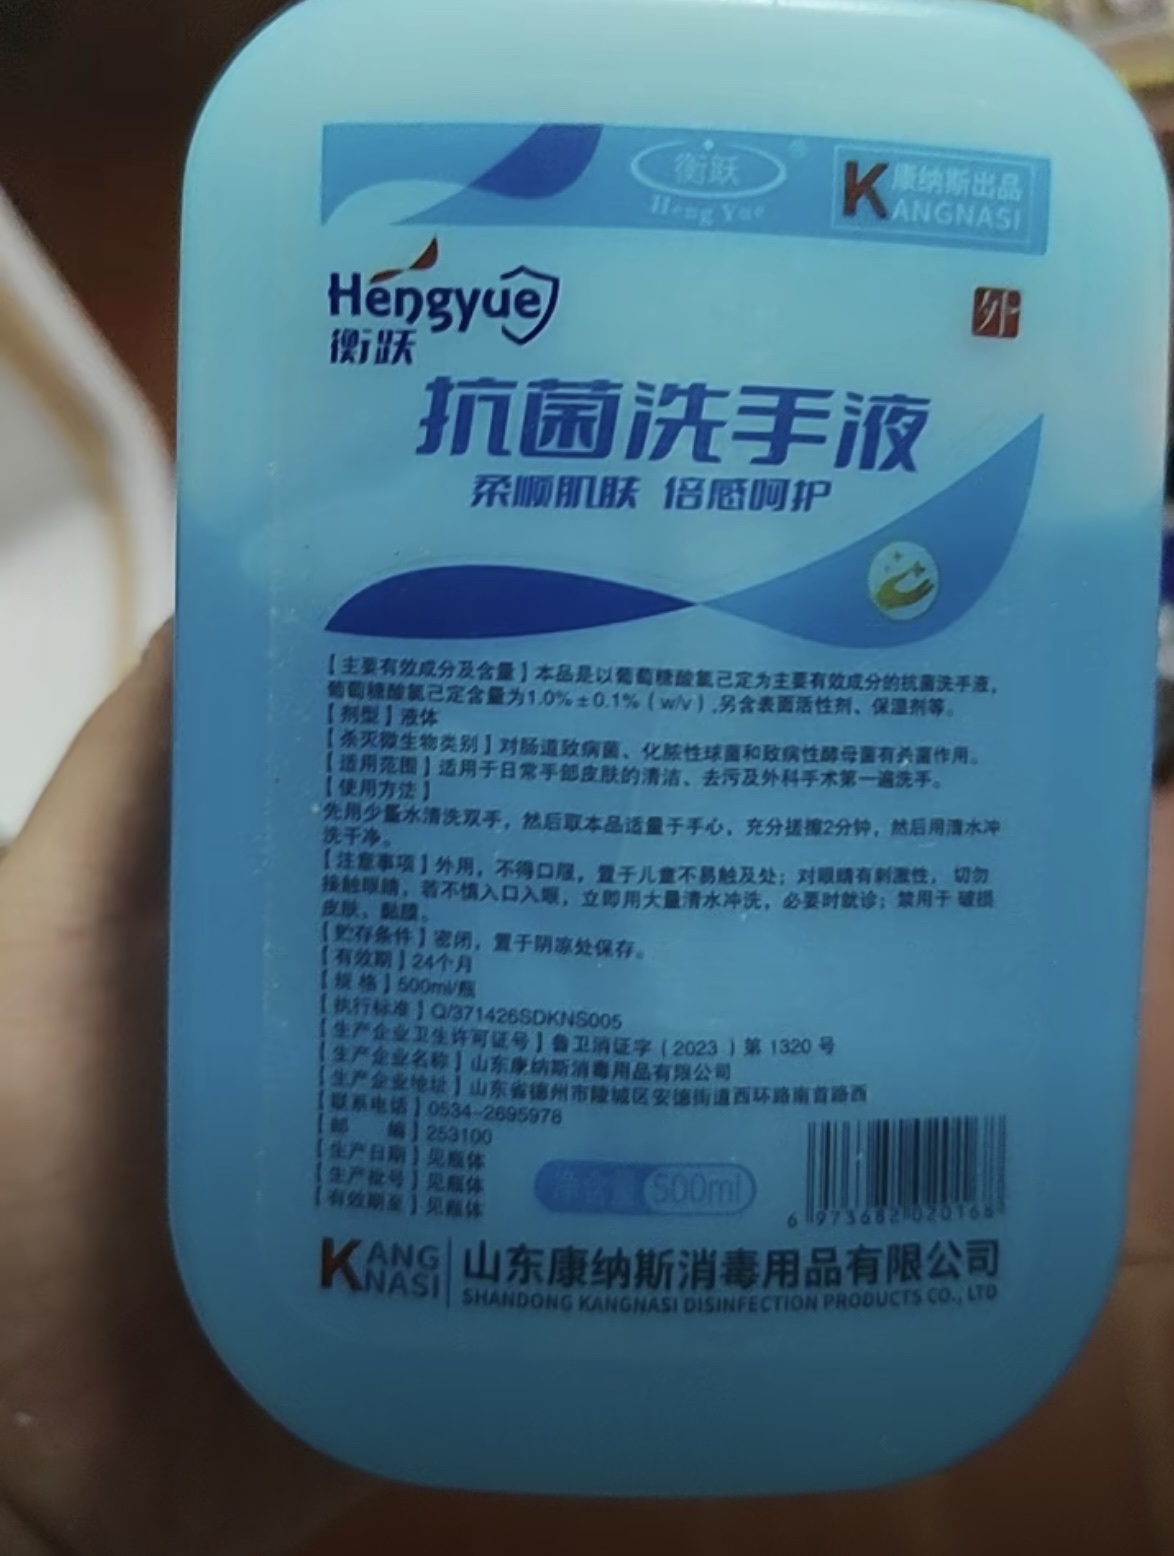 衡跃
Heng Yue
康纳斯出品
KANGNASI
Hengyue
衡跃
外
抗菌洗手液
柔顺肌肤 倍感呵护
【主要有效成分及含量】本品是以葡萄糖酸氯己定为主要有效成分的抗菌洗手液，
葡萄糖酸氯己定含量为1.0%±0.1%（w/v）,另含表面活性剂、保湿剂等。
【剂型】液体
【杀灭微生物类别】对肠道致病菌、化脓性球菌和致病性酵母菌有杀菌作用。
【适用范围】适用于日常手部皮肤的清洁、去污及外科手术第一遍洗手。
【使用方法】
先用少量水清洗双手，然后取本品适量于手心，充分搓擦2分钟，然后用清水冲
洗干净。
【注意事项】外用，不得口服，置于儿童不易触及处；对眼睛有刺激性， 切勿
接触眼睛，若不慎入口入眼，立即用大量清水冲洗，必要时就诊；禁用于 破损
皮肤、黏膜。
【贮存条件】密闭，置于阴凉处保存。
【有效期】24个月
【规 格】500ml/瓶
【执行标准】Q/371426SDKNS005
【生产企业卫生许可证号】鲁卫消证字（2023 ）第 1320 号
【生产企业名称】山东康纳斯消毒用品有限公司
【生产企业地址】山东省德州市陵城区安德街道西环路南首路西
【联系电话】0534-2695978
【邮 编】253100
【生产日期】见瓶体
【生产批号】见瓶体
【有效期至】见瓶体
净含量 500ml
6 973682 020168
KANGNASI
山东康纳斯消毒用品有限公司
SHANDONG KANGNASI DISINFECTION PRODUCTS CO., LTD